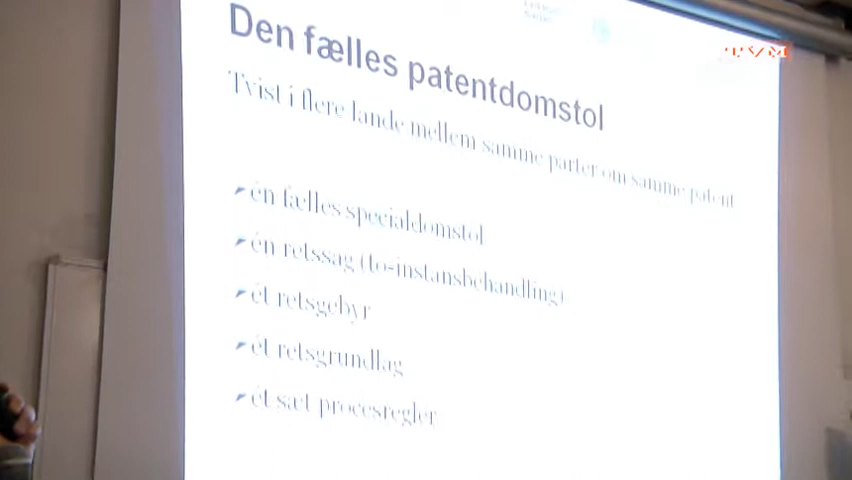 Den fælles patentdomstol
Tvist i flere lande mellem samme parter om samme patent
én fælles specialdomstol
én retssag (to-instansbehandling)
ét retsgebyr
ét retsgrundlag
ét sæt procesregler